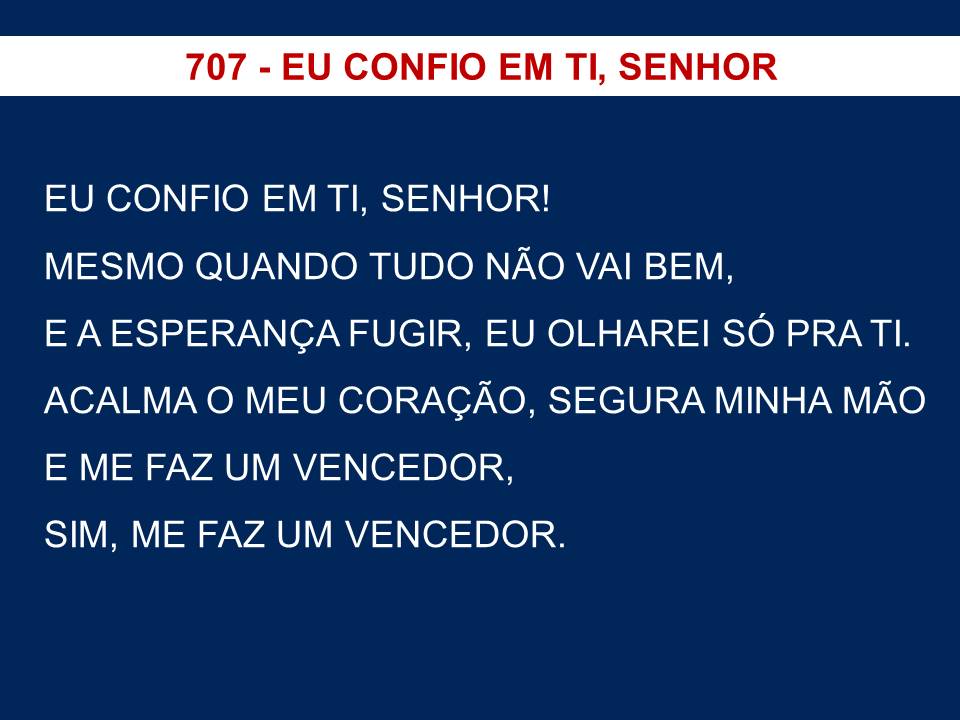 707 - EU CONFIO EM TI, SENHOR
EU CONFIO EM TI, SENHOR!
MESMO QUANDO TUDO NÃO VAI BEM,
E A ESPERANÇA FUGIR, EU OLHAREI SÓ PRA TI.
ACALMA O MEU CORAÇÃO, SEGURA MINHA MÃO
E ME FAZ UM VENCEDOR,
SIM, ME FAZ UM VENCEDOR.